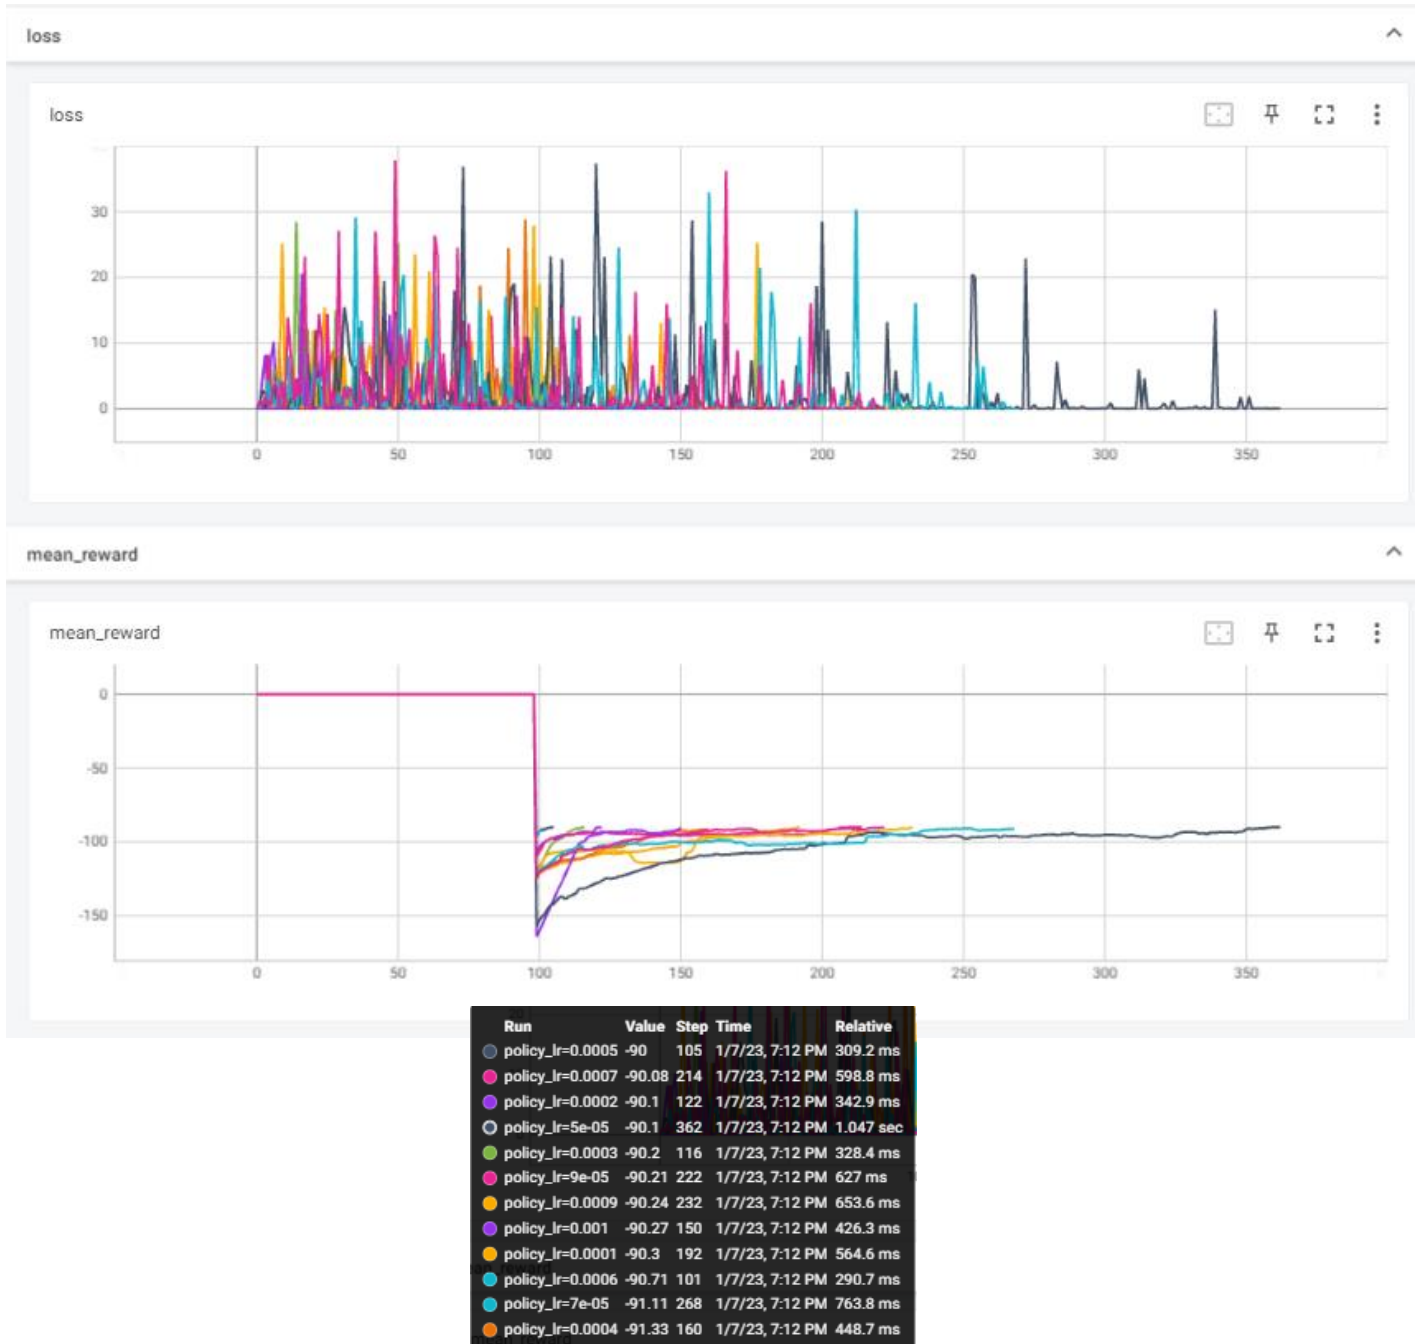 loss
loss
30
20
10
0
0 50 100 150 200 250 300 350
mean_reward
mean_reward
0
-50
-100
-150
0 50 100 150 200 250 300 350
20
Run Value Step Time Relative
policy_lr=0.0005 -90 105 1/7/23, 7:12 PM 309.2 ms
policy_lr=0.0007 -90.08 214 1/7/23, 7:12 PM 598.8 ms
policy_lr=0.0002 -90.1 122 1/7/23, 7:12 PM 342.9 ms
policy_lr=5e-05 -90.1 362 1/7/23, 7:12 PM 1.047 sec
policy_lr=0.0003 -90.2 116 1/7/23, 7:12 PM 328.4 ms
policy_lr=9e-05 -90.21 222 1/7/23, 7:12 PM 627 ms
policy_lr=0.0009 -90.24 232 1/7/23, 7:12 PM 653.6 ms
policy_lr=0.001 -90.27 150 1/7/23, 7:12 PM 426.3 ms
policy_lr=0.0001 -90.3 192 1/7/23, 7:12 PM 564.6 ms
policy_lr=0.0006 -90.71 101 1/7/23, 7:12 PM 290.7 ms
policy_lr=7e-05 -91.11 268 1/7/23, 7:12 PM 763.8 ms
policy_lr=0.0004 -91.33 160 1/7/23, 7:12 PM 448.7 ms